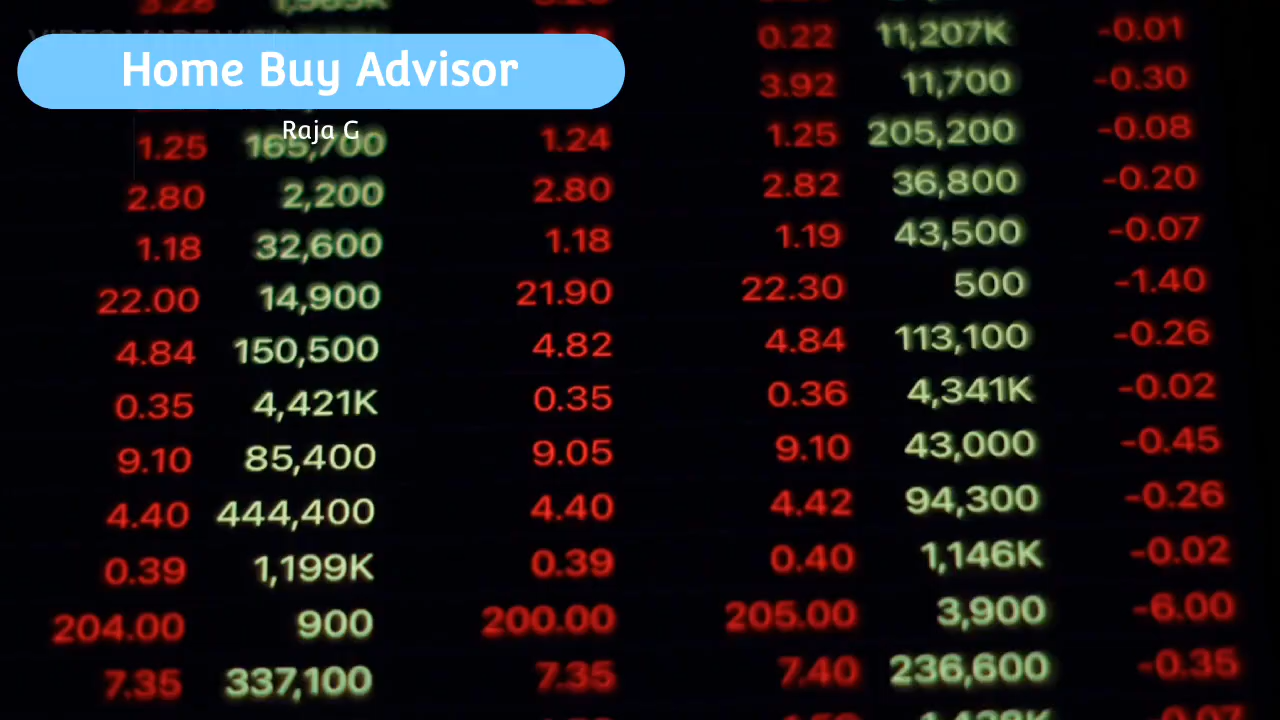 Home Buy Advisor
Raja G
0.22 11,207K -0.01
3.92 11,700 -0.30
1.25 165,700 1.24 1.25 205,200 -0.08
2.80 2,200 2.80 2.82 36,800 -0.20
1.18 32,600 1.18 1.19 43,500 -0.07
22.00 14,900 21.90 22.30 500 -1.40
4.84 150,500 4.82 4.84 113,100 -0.26
0.35 4,421K 0.35 0.36 4,341K -0.02
9.10 85,400 9.05 9.10 43,000 -0.45
4.40 444,400 4.40 4.42 94,300 -0.26
0.39 1,199K 0.39 0.40 1,146K -0.02
204.00 900 200.00 205.00 3,900 -6.00
7.35 337,100 7.35 7.40 236,600 -0.35